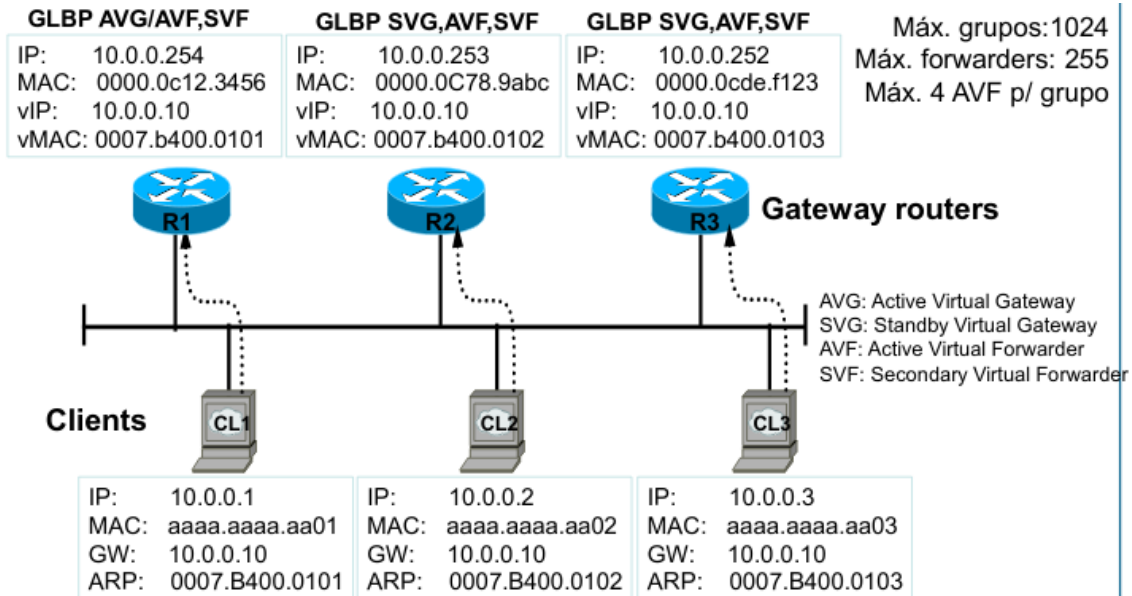 GLBP AVG/AVF,SVF
IP: 10.0.0.254
MAC: 0000.0c12.3456
vIP: 10.0.0.10
vMAC: 0007.b400.0101
GLBP SVG,AVF,SVF
IP: 10.0.0.253
MAC: 0000.0C78.9abc
vIP: 10.0.0.10
vMAC: 0007.b400.0102
GLBP SVG,AVF,SVF
IP: 10.0.0.252
MAC: 0000.0cde.f123
vIP: 10.0.0.10
vMAC: 0007.b400.0103
Máx. grupos:1024
Máx. forwarders: 255
Máx. 4 AVF p/ grupo
R1
R2
R3
Gateway routers
AVG: Active Virtual Gateway
SVG: Standby Virtual Gateway
AVF: Active Virtual Forwarder
SVF: Secondary Virtual Forwarder
Clients
CL1
CL2
CL3
IP: 10.0.0.1
MAC: aaaa.aaaa.aa01
GW: 10.0.0.10
ARP: 0007.B400.0101
IP: 10.0.0.2
MAC: aaaa.aaaa.aa02
GW: 10.0.0.10
ARP: 0007.B400.0102
IP: 10.0.0.3
MAC: aaaa.aaaa.aa03
GW: 10.0.0.10
ARP: 0007.B400.0103